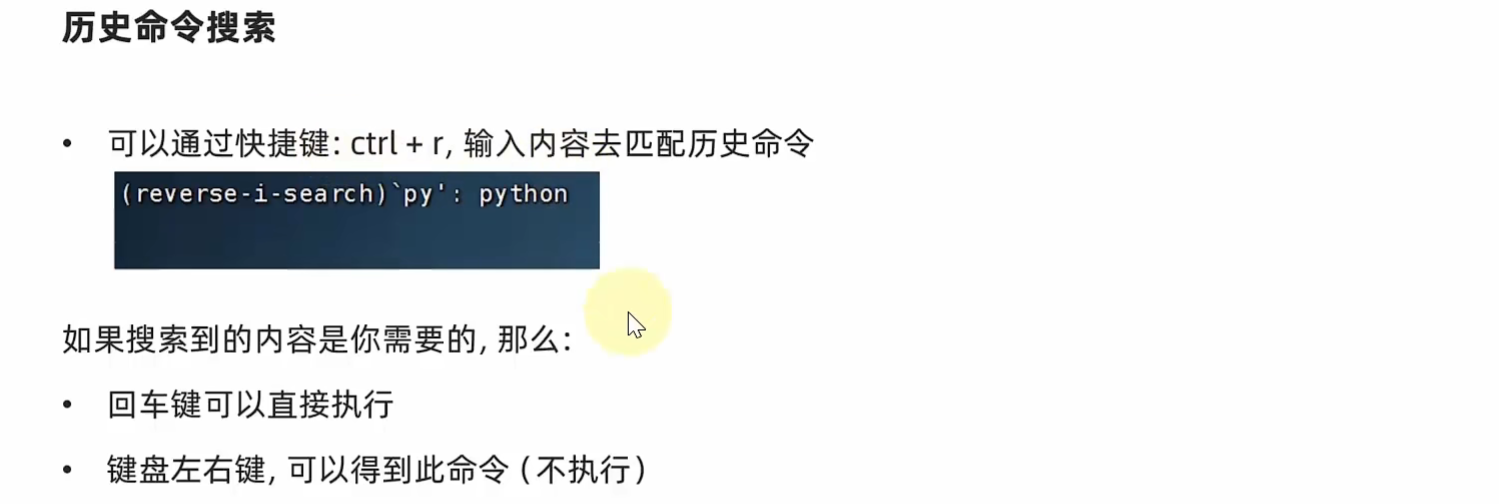 历史命令搜索
• 可以通过快捷键: ctrl + r, 输入内容去匹配历史命令
(reverse-i-search)`py': python
如果搜索到的内容是你需要的, 那么:
• 回车键可以直接执行
• 键盘左右键, 可以得到此命令 (不执行)